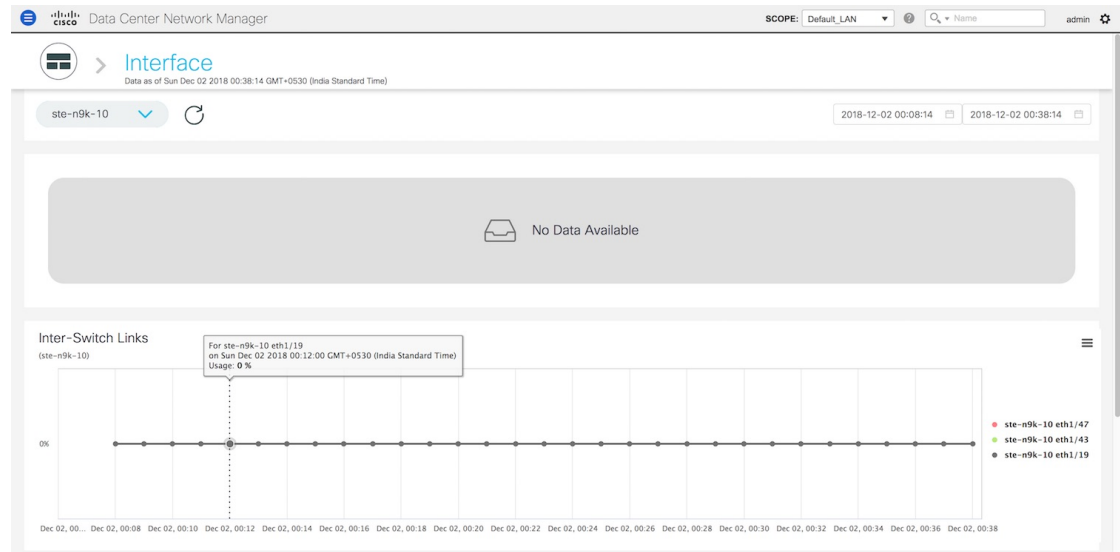 cisco Data Center Network Manager
SCOPE: Default_LAN
Name
admin
Interface
Data as of Sun Dec 02 2018 00:38:14 GMT+0530 (India Standard Time)
ste-n9k-10
2018-12-02 00:08:14
2018-12-02 00:38:14
No Data Available
Inter-Switch Links
(ste-n9k-10)
For ste-n9k-10 eth1/19
on Sun Dec 02 2018 00:12:00 GMT+0530 (India Standard Time)
Usage: 0 %
0%
ste-n9k-10 eth1/47
ste-n9k-10 eth1/43
ste-n9k-10 eth1/19
Dec 02, 00... Dec 02, 00:08 Dec 02, 00:10 Dec 02, 00:12 Dec 02, 00:14 Dec 02, 00:16 Dec 02, 00:18 Dec 02, 00:20 Dec 02, 00:22 Dec 02, 00:24 Dec 02, 00:26 Dec 02, 00:28 Dec 02, 00:30 Dec 02, 00:32 Dec 02, 00:34 Dec 02, 00:36 Dec 02, 00:38